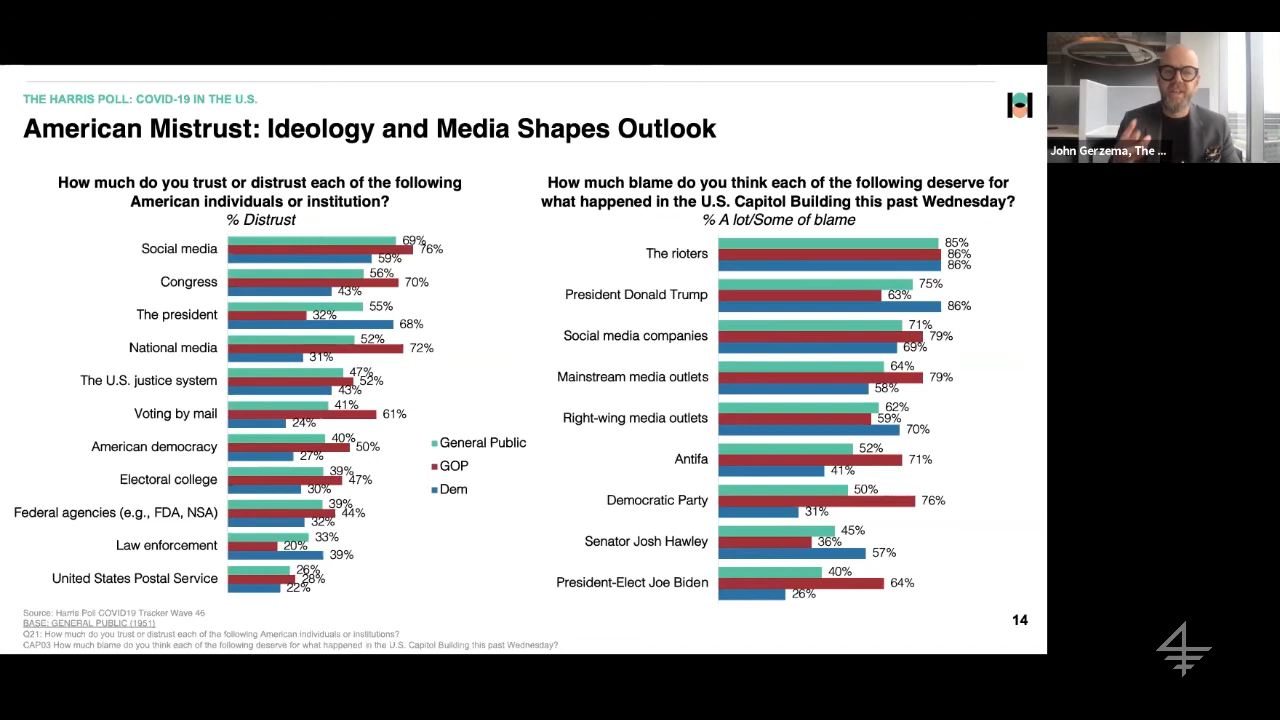 THE HARRIS POLL: COVID-19 IN THE U.S.
American Mistrust: Ideology and Media Shapes Outlook
John Gerzema, The ...
How much do you trust or distrust each of the following
American individuals or institution?
% Distrust
Social media
69%
76%
59%
Congress
56%
70%
43%
The president
55%
32%
68%
National media
52%
72%
31%
The U.S. justice system
47%
52%
43%
Voting by mail
41%
61%
24%
American democracy
40%
50%
27%
Electoral college
39%
47%
30%
Federal agencies (e.g., FDA, NSA)
39%
44%
32%
Law enforcement
33%
20%
39%
United States Postal Service
26%
28%
22%
General Public
GOP
Dem
How much blame do you think each of the following deserve for
what happened in the U.S. Capitol Building this past Wednesday?
% A lot/Some of blame
The rioters
85%
86%
86%
President Donald Trump
75%
63%
86%
Social media companies
71%
79%
69%
Mainstream media outlets
64%
79%
58%
Right-wing media outlets
62%
59%
70%
Antifa
52%
71%
41%
Democratic Party
50%
76%
31%
Senator Josh Hawley
45%
36%
57%
President-Elect Joe Biden
40%
64%
26%
Source: Harris Poll COVID19 Tracker Wave 46
BASE: GENERAL PUBLIC (1951)
Q21: How much do you trust or distrust each of the following American individuals or institutions?
CAP03 How much blame do you think each of the following deserve for what happened in the U.S. Capitol Building this past Wednesday?
14